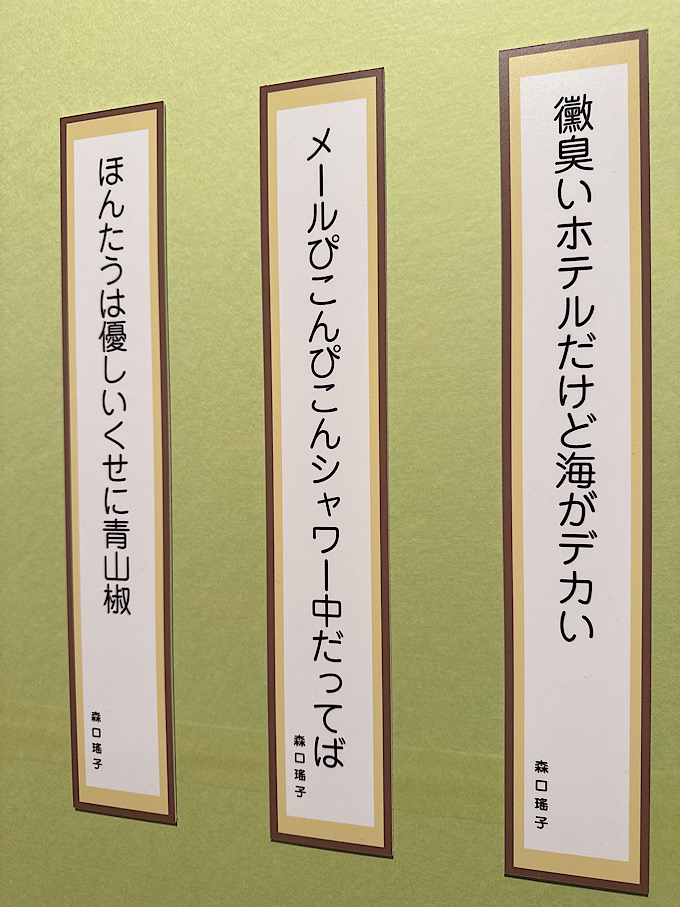 黴臭いホテルだけど海がデカい
森口瑤子
メールぴこんぴこんシャワー中だってば
森口瑤子
ほんたうは優しいくせに青山椒
森口瑤子